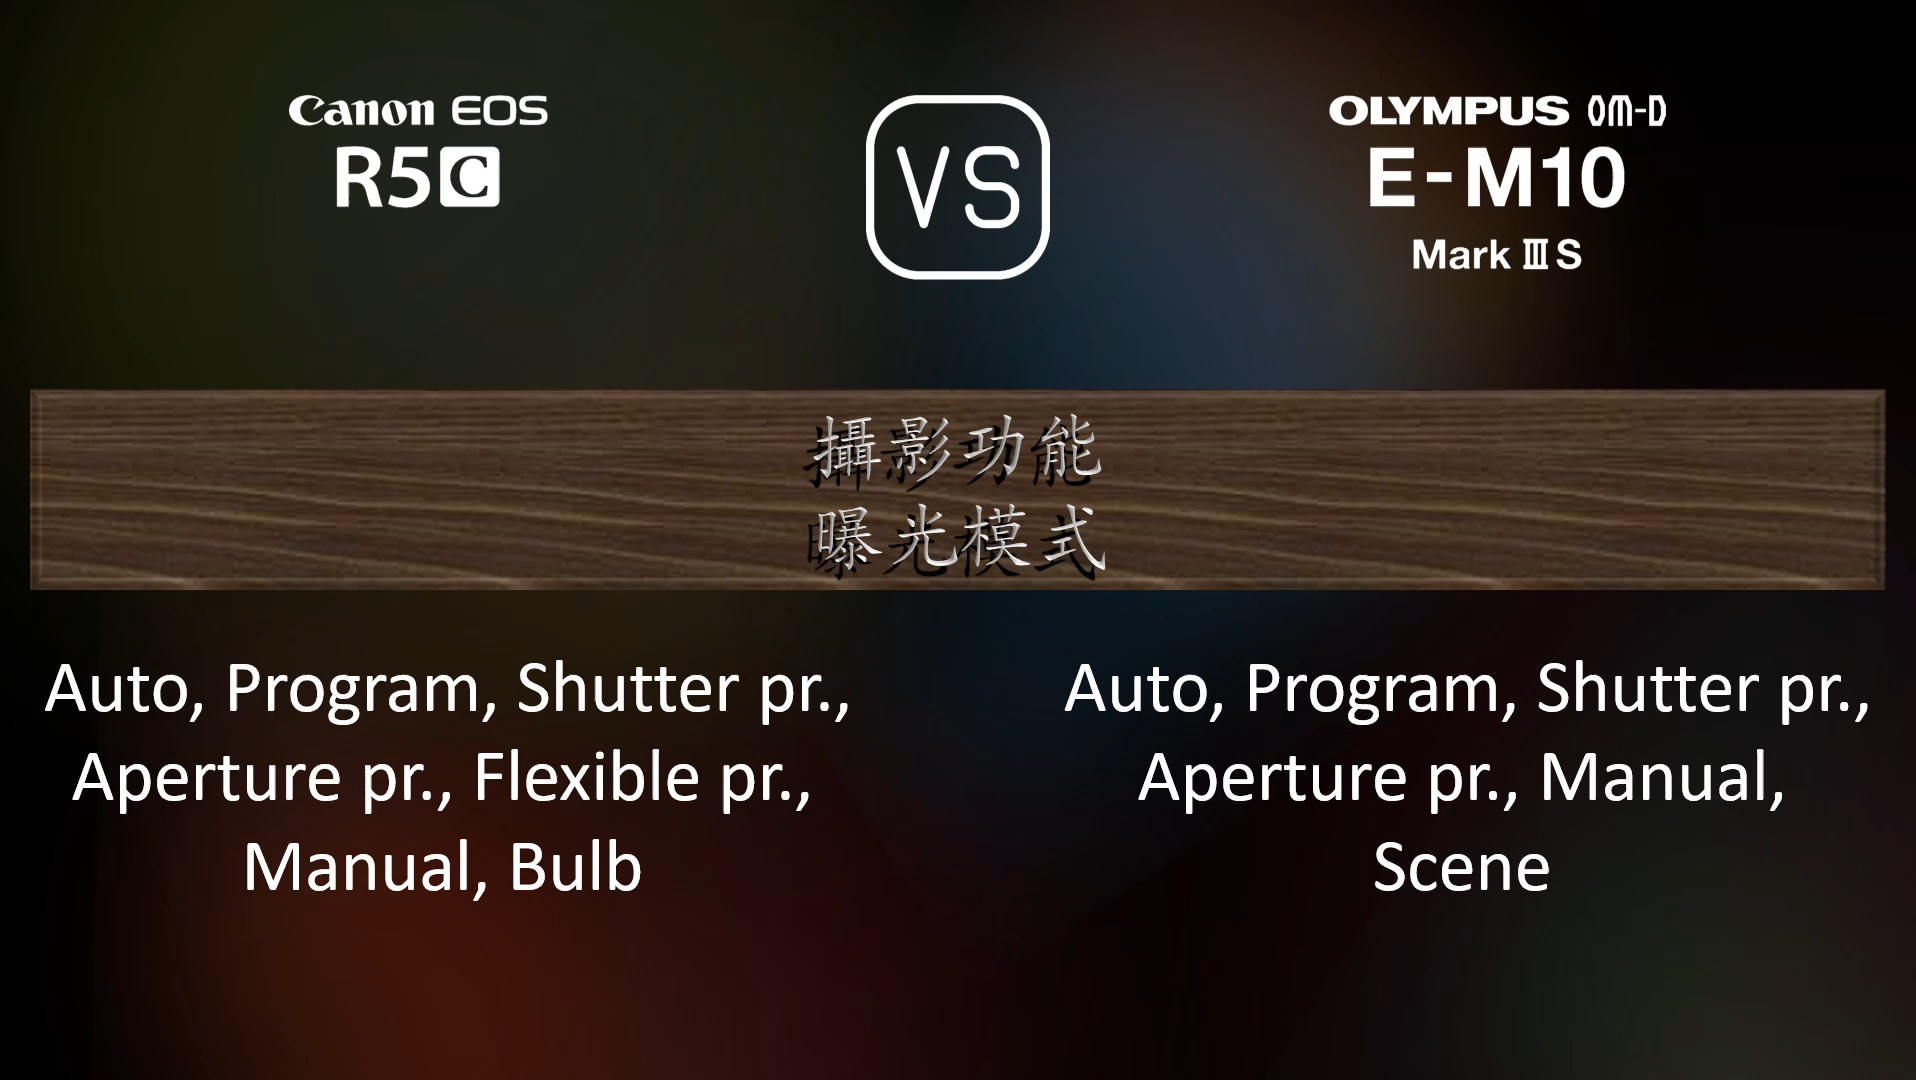 Canon EOS
R5 C
VS
OLYMPUS OM-D
E-M10
Mark III S
攝影功能
曝光模式
Auto, Program, Shutter pr.,
Aperture pr., Flexible pr.,
Manual, Bulb
Auto, Program, Shutter pr.,
Aperture pr., Manual,
Scene